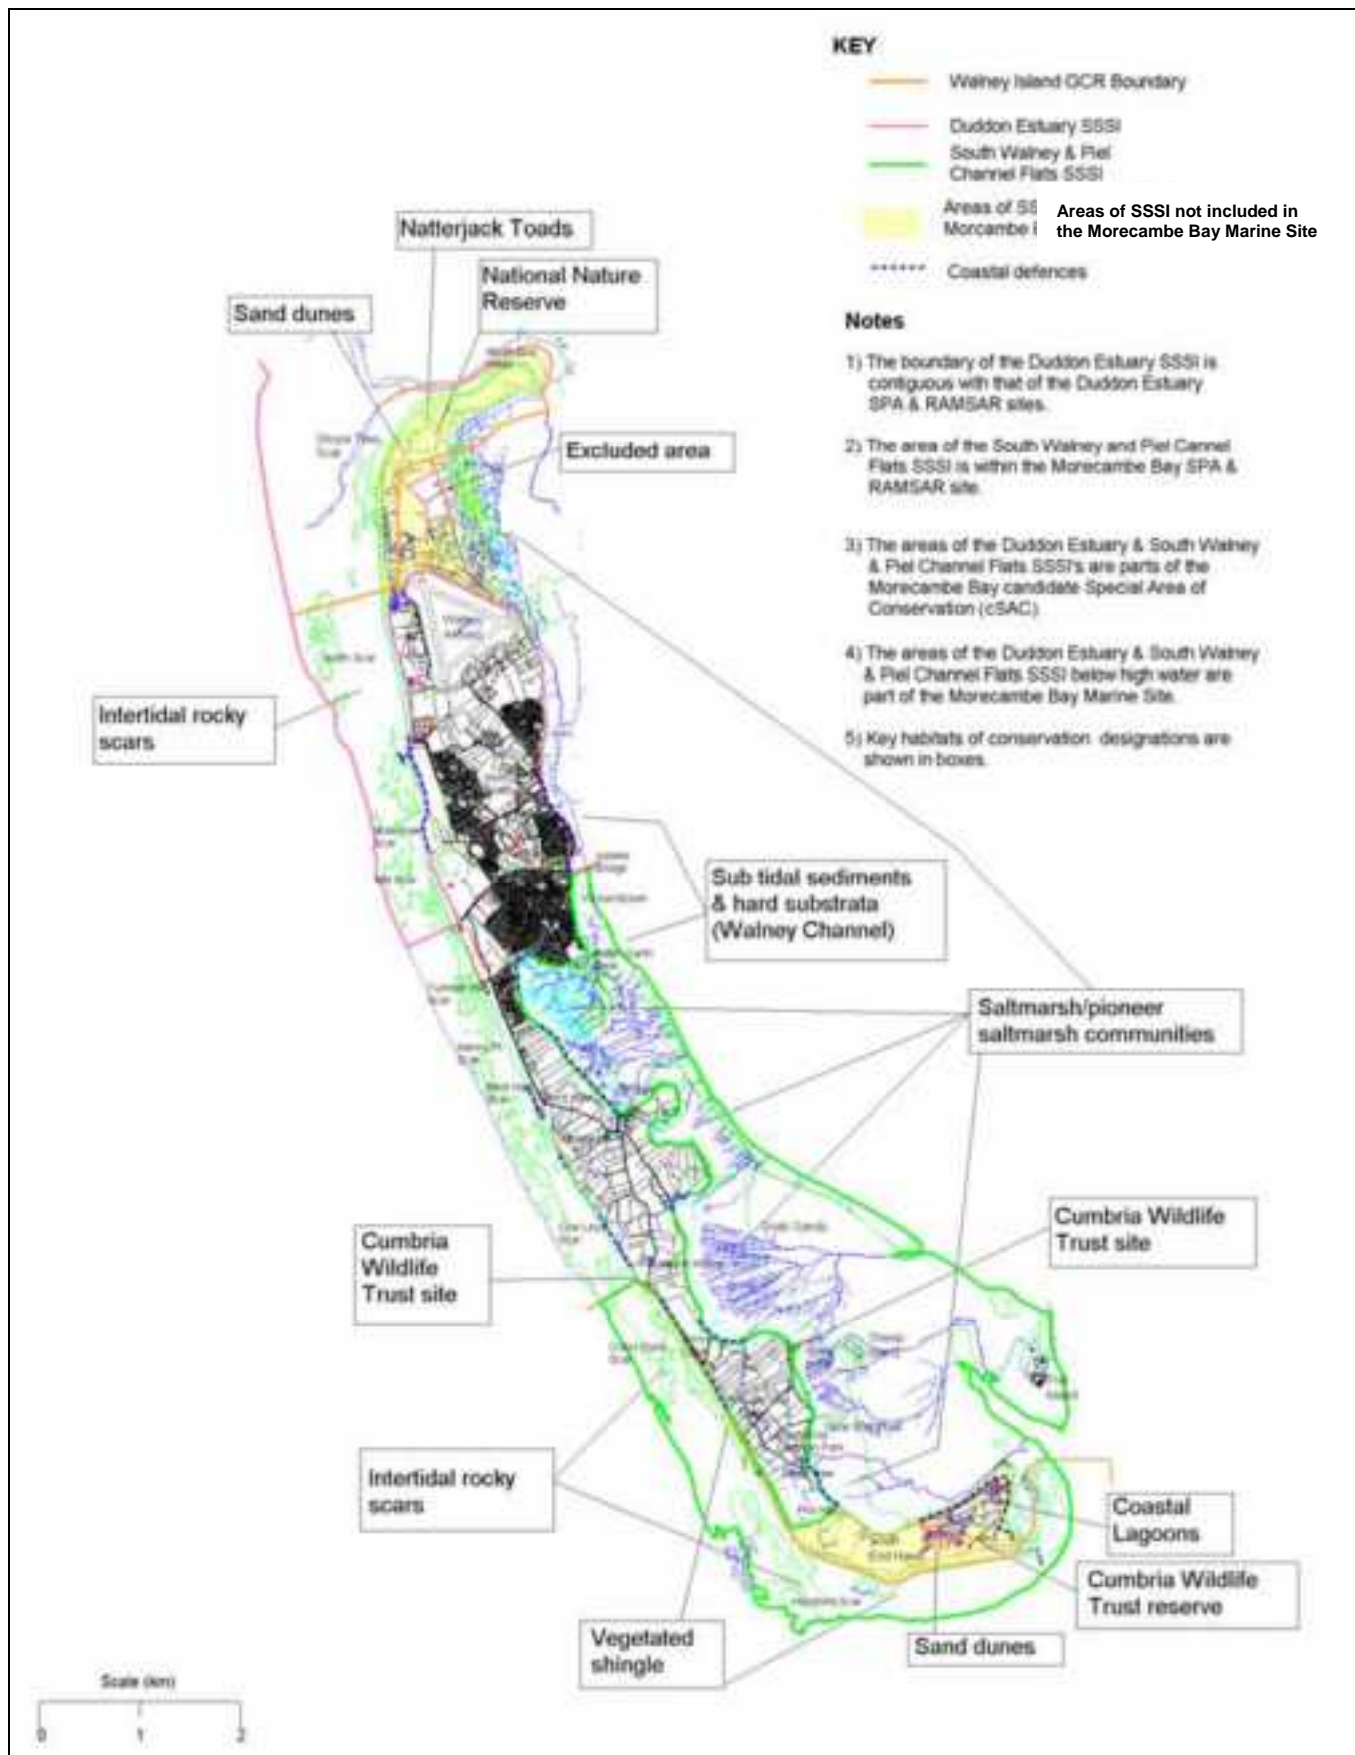 KEY
Walney Island GCR Boundary
Duddon Estuary SSSI
South Walney & Piel
Channel Flats SSSI
Areas of SS
Morcambe
Areas of SSSI not included in
the Morecambe Bay Marine Site
Coastal defences
Notes
1) The boundary of the Duddon Estuary SSSI is
contiguous with that of the Duddon Estuary
SPA & RAMSAR sites.
2) The area of the South Walney and Piel Cannel
Flats SSSI is within the Morecambe Bay SPA &
RAMSAR site.
3) The areas of the Duddon Estuary & South Walney
& Piel Channel Flats SSSI's are parts of the
Morecambe Bay candidate Special Area of
Conservation (cSAC)
4) The areas of the Duddon Estuary & South Walney
& Piel Channel Flats SSSI below high water are
part of the Morecambe Bay Marine Site.
5) Key habitats of conservation designations are
shown in boxes.
Natterjack Toads
National Nature
Reserve
Sand dunes
Excluded area
Intertidal rocky
scars
Sub tidal sediments
& hard substrata
(Walney Channel)
Saltmarsh/pioneer
saltmarsh communities
Cumbria Wildlife
Trust site
Cumbria
Wildlife
Trust site
Intertidal rocky
scars
Coastal
Lagoons
Cumbria Wildlife
Trust reserve
Vegetated
shingle
Sand dunes
Scale (km)
0 1 2